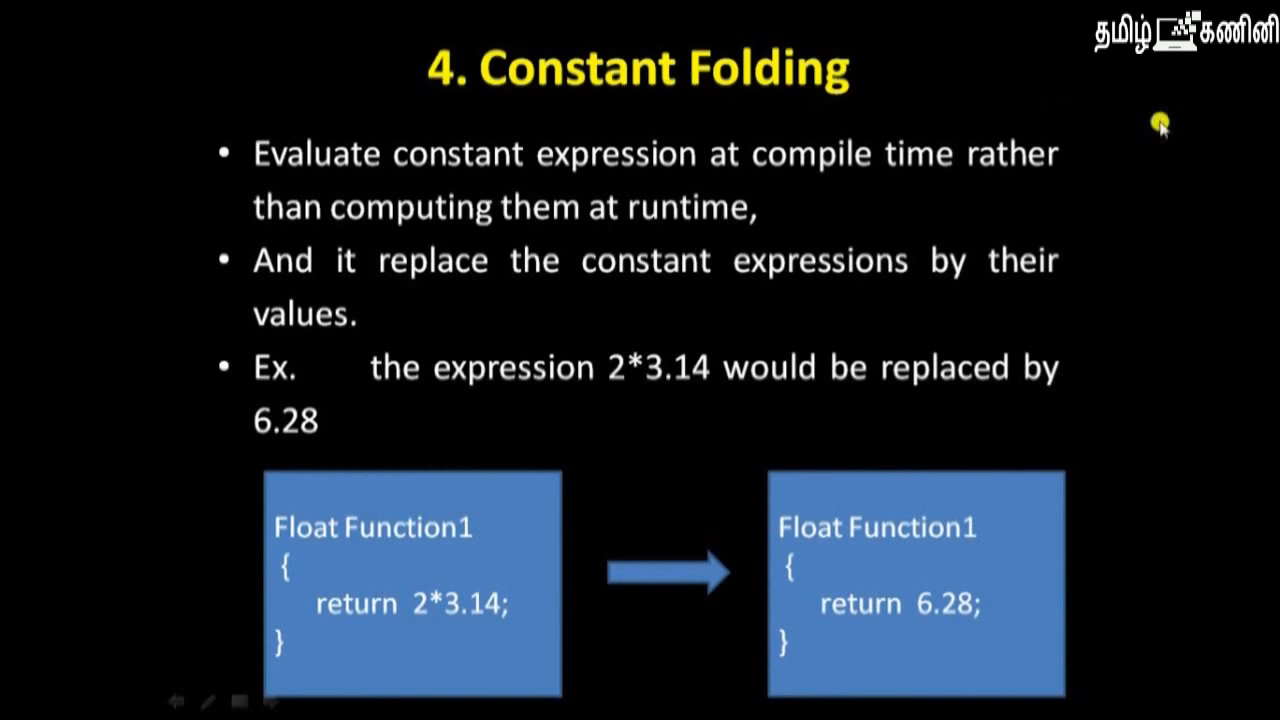 தமிழ் கணினி
4. Constant Folding
• Evaluate constant expression at compile time rather
than computing them at runtime,
• And it replace the constant expressions by their
values.
• Ex. the expression 2*3.14 would be replaced by
6.28
Float Function1
{
return 2*3.14;
}
Float Function1
{
return 6.28;
}